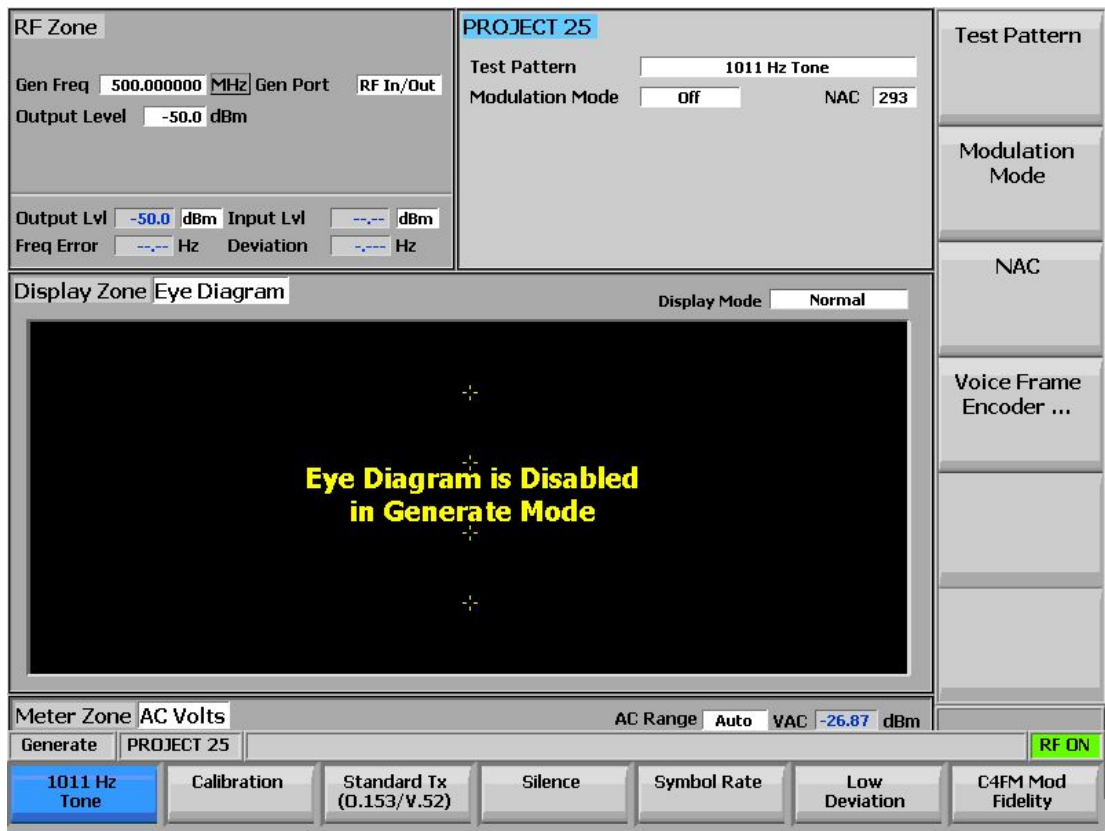 RF Zone
Gen Freq 500.000000 MHz Gen Port RF In/Out
Output Level -50.0 dBm
Output Lvl -50.0 dBm Input Lvl --.-- dBm
Freq Error --.-- Hz Deviation -.--- Hz
PROJECT 25
Test Pattern 1011 Hz Tone
Modulation Mode Off NAC 293
Display Zone Eye Diagram
Display Mode Normal
Eye Diagram is Disabled
in Generate Mode
Meter Zone AC Volts
AC Range Auto VAC -26.87 dBm
Generate PROJECT 25
RF ON
Test Pattern
Modulation
Mode
NAC
Voice Frame
Encoder ...
1011 Hz
Tone
Calibration
Standard Tx
(O.153/V.52)
Silence
Symbol Rate
Low
Deviation
C4FM Mod
Fidelity